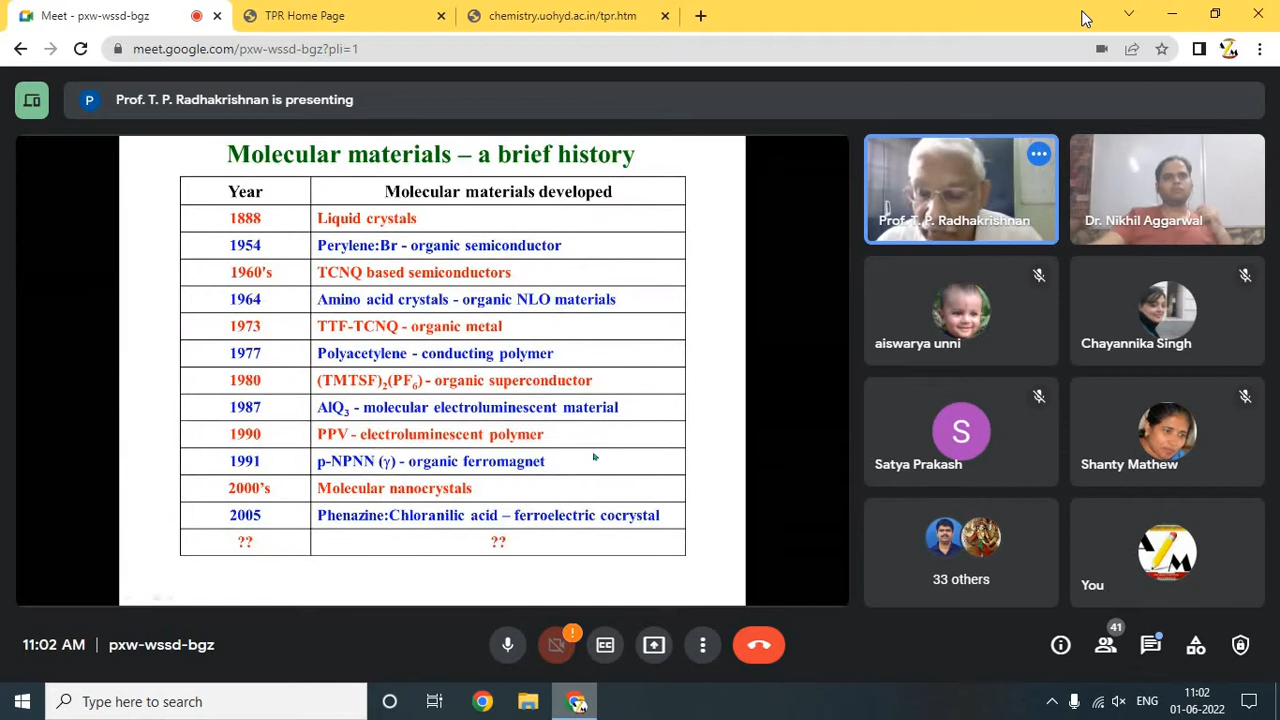 Meet - pxw-wssd-bgz
TPR Home Page
chemistry.uohyd.ac.in/tpr.htm
meet.google.com/pxw-wssd-bgz?pli=1
P
Prof. T. P. Radhakrishnan is presenting
Molecular materials – a brief history
Year Molecular materials developed
1888 Liquid crystals
1954 Perylene:Br - organic semiconductor
1960's TCNQ based semiconductors
1964 Amino acid crystals - organic NLO materials
1973 TTF-TCNQ - organic metal
1977 Polyacetylene - conducting polymer
1980 (TMTSF)2(PF6) - organic superconductor
1987 AlQ3 - molecular electroluminescent material
1990 PPV - electroluminescent polymer
1991 p-NPNN (γ) - organic ferromagnet
2000's Molecular nanocrystals
2005 Phenazine:Chloranilic acid – ferroelectric cocrystal
?? ??
Prof. T. P. Radhakrishnan
Dr. Nikhil Aggarwal
aiswarya unni
Chayannika Singh
S
Satya Prakash
Shanty Mathew
33 others
You
11:02 AM | pxw-wssd-bgz
41
Type here to search
ENG
11:02
01-06-2022